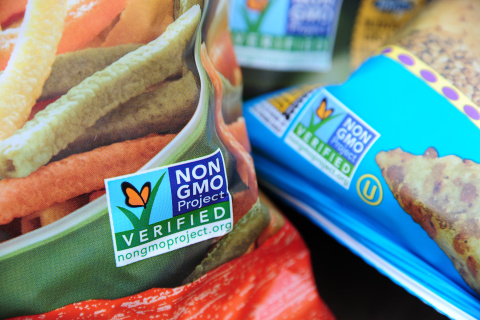 NON
GMO
Project
VERIFIED
nongmoproject.org
NON
GMO
Project
VERIFIED
NON
GMO
Project
VERIFIED
U